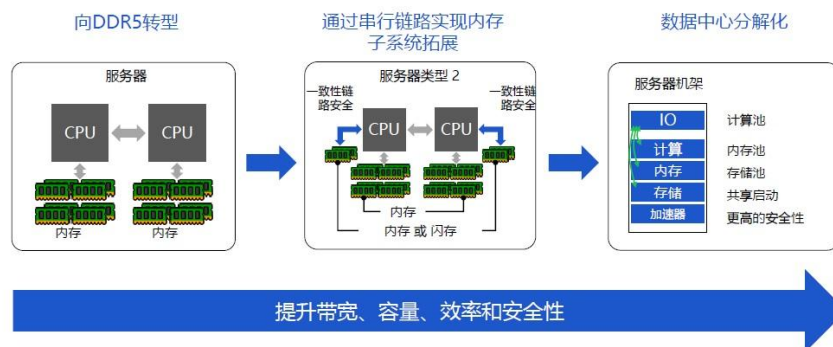 向DDR5转型
通过串行链路实现内存
子系统拓展
数据中心分解化
服务器
CPU
CPU
内存
内存
服务器类型 2
一致性链
路安全
一致性链
路安全
CPU
CPU
内存
内存 或 闪存
服务器机架
IO
计算池
计算
内存池
内存
存储池
存储
共享启动
加速器
更高的安全性
提升带宽、容量、效率和安全性